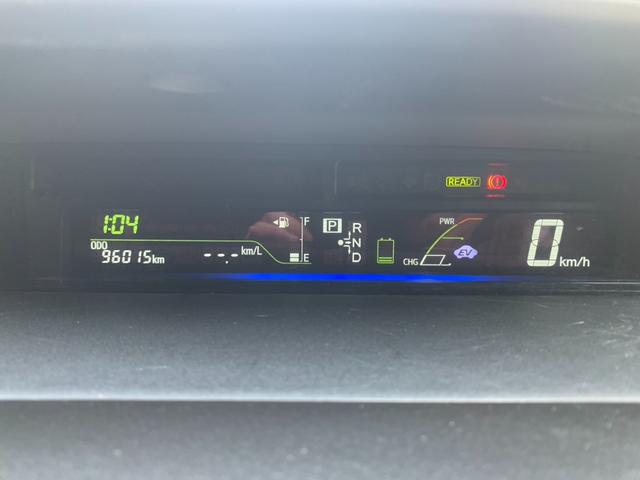 READY
1:04
ODO
96015km
--.- km/L
F
E
P
R
N
D
PWR
CHG
EV
0 km/h